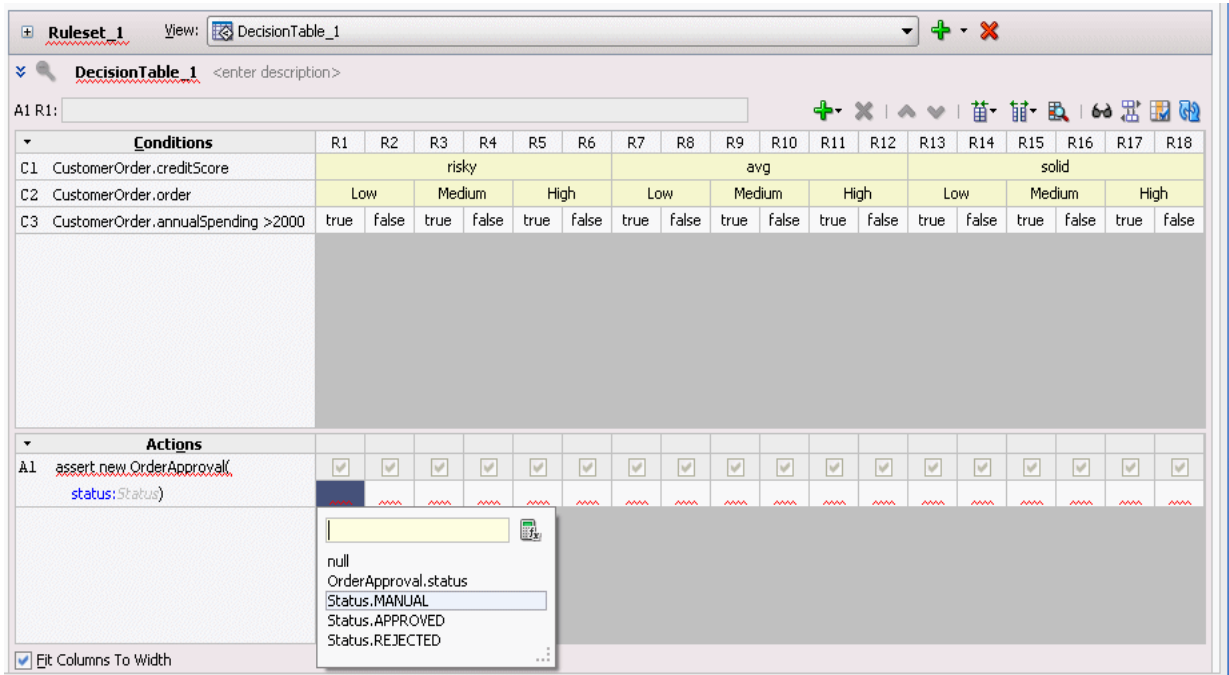 Ruleset_1 View: DecisionTable_1
DecisionTable_1 <enter description>
A1 R1:
Conditions R1 R2 R3 R4 R5 R6 R7 R8 R9 R10 R11 R12 R13 R14 R15 R16 R17 R18
C1 CustomerOrder.creditScore risky avg solid
C2 CustomerOrder.order Low Medium High Low Medium High Low Medium High
C3 CustomerOrder.annualSpending >2000 true false true false true false true false true false true false true false true false true false
Actions
A1 assert new OrderApproval(
status:Status)
null
OrderApproval.status
Status.MANUAL
Status.APPROVED
Status.REJECTED
Fit Columns To Width